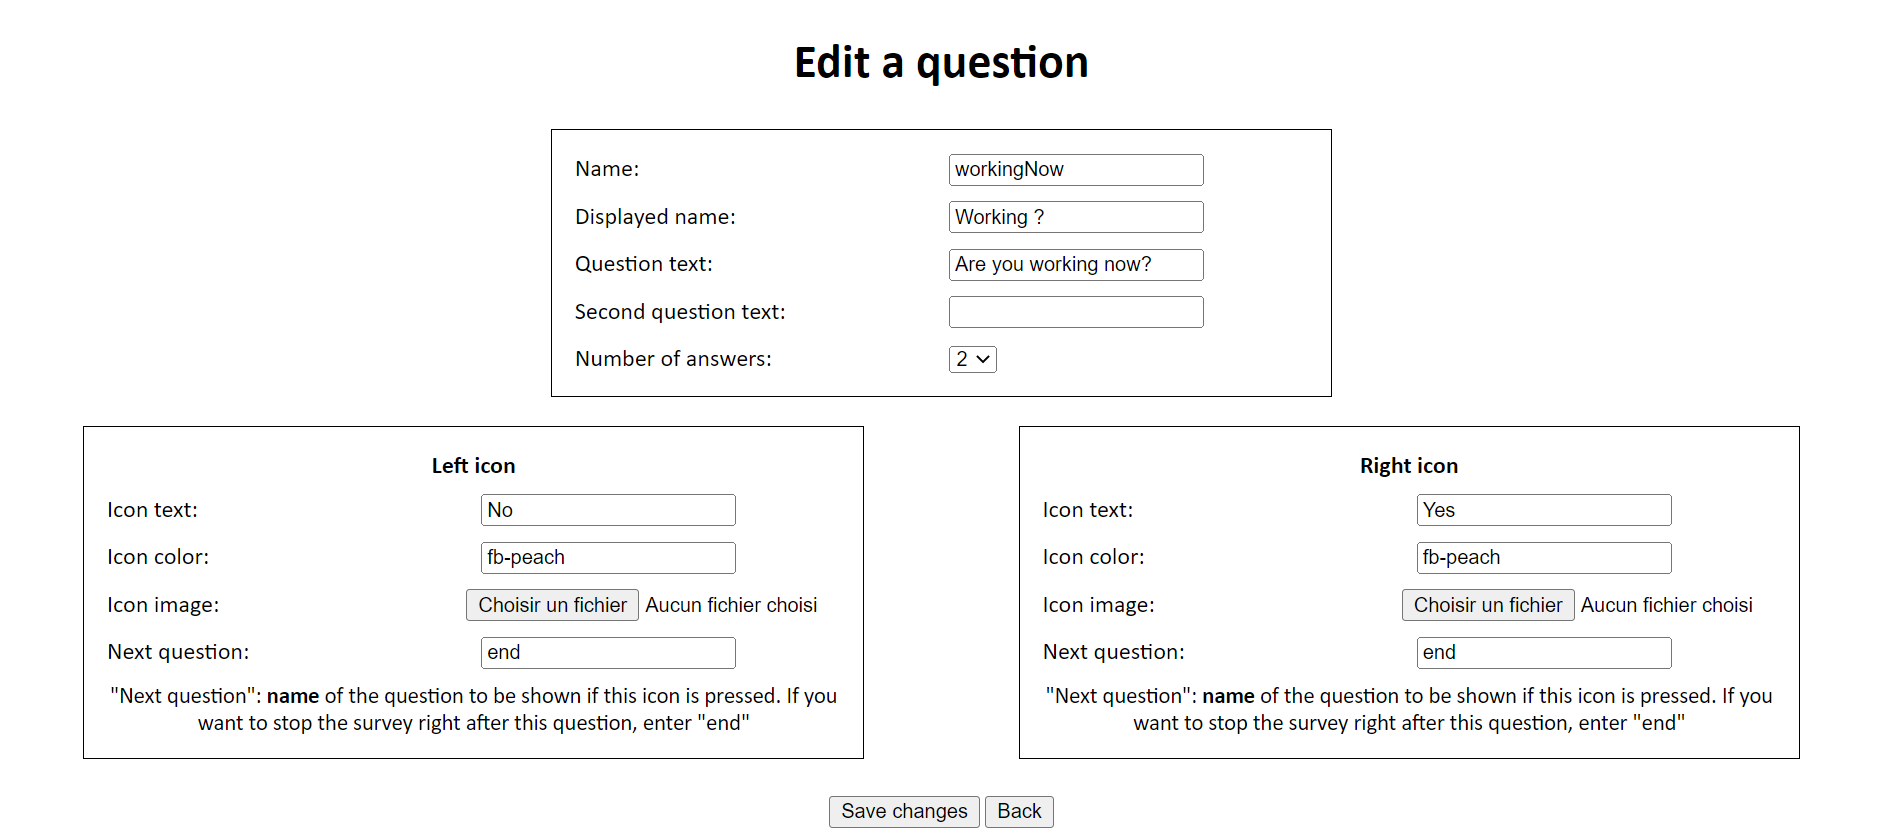 Edit a question
Name: workingNow
Displayed name: Working ?
Question text: Are you working now?
Second question text:
Number of answers: 2
Left icon
Icon text: No
Icon color: fb-peach
Icon image: Choisir un fichier Aucun fichier choisi
Next question: end
"Next question": name of the question to be shown if this icon is pressed. If you
want to stop the survey right after this question, enter "end"
Right icon
Icon text: Yes
Icon color: fb-peach
Icon image: Choisir un fichier Aucun fichier choisi
Next question: end
"Next question": name of the question to be shown if this icon is pressed. If you
want to stop the survey right after this question, enter "end"
Save changes Back